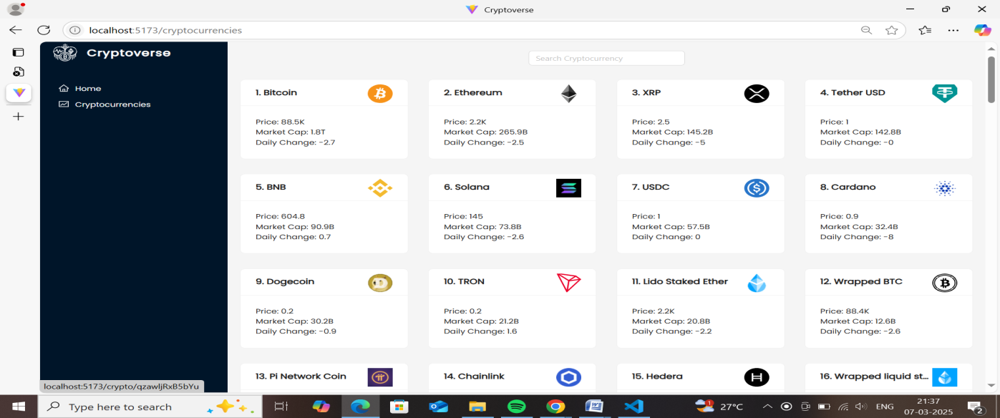 Cryptoverse
localhost:5173/cryptocurrencies
Cryptoverse
Search Cryptocurrency
Home
Cryptocurrencies
1. Bitcoin
Price: 88.5K
Market Cap: 1.8T
Daily Change: -2.7
2. Ethereum
Price: 2.2K
Market Cap: 265.9B
Daily Change: -2.5
3. XRP
Price: 2.5
Market Cap: 145.2B
Daily Change: -5
4. Tether USD
Price: 1
Market Cap: 142.8B
Daily Change: -0
5. BNB
Price: 604.8
Market Cap: 90.9B
Daily Change: 0.7
6. Solana
Price: 145
Market Cap: 73.8B
Daily Change: -2.6
7. USDC
Price: 1
Market Cap: 57.5B
Daily Change: 0
8. Cardano
Price: 0.9
Market Cap: 32.4B
Daily Change: -8
9. Dogecoin
Price: 0.2
Market Cap: 30.2B
Daily Change: -0.9
10. TRON
Price: 0.2
Market Cap: 21.2B
Daily Change: 1.6
11. Lido Staked Ether
Price: 2.2K
Market Cap: 20.8B
Daily Change: -2.2
12. Wrapped BTC
Price: 88.4K
Market Cap: 12.6B
Daily Change: -2.6
13. Pi Network Coin
14. Chainlink
15. Hedera
16. Wrapped liquid st...
localhost:5173/crypto/qzawljRxB5bYu
Type here to search
27°C
ENG
21:37
07-03-2025
2